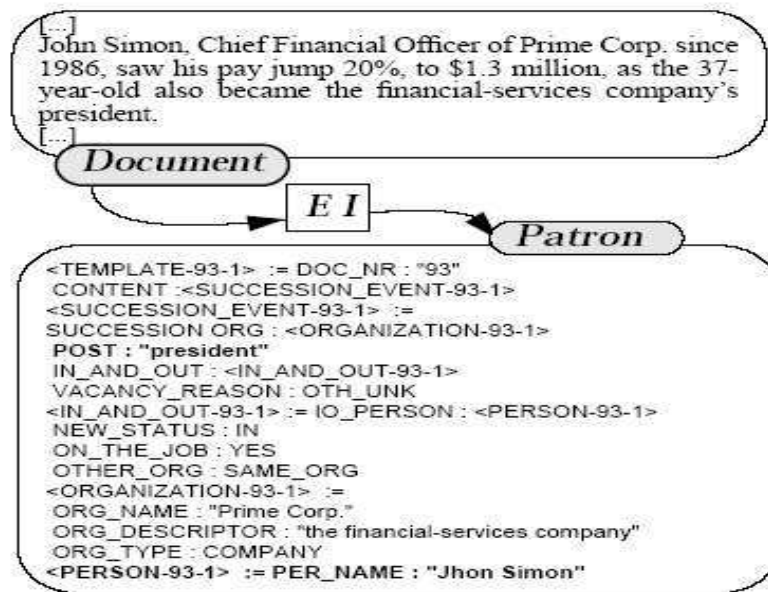 [...]
John Simon, Chief Financial Officer of Prime Corp. since
1986, saw his pay jump 20%, to $1.3 million, as the 37-
year-old also became the financial-services company's
president.
[...]
Document
E I
Patron
<TEMPLATE-93-1> := DOC_NR : "93"
CONTENT :<SUCCESSION_EVENT-93-1>
<SUCCESSION_EVENT-93-1> :=
SUCCESSION ORG : <ORGANIZATION-93-1>
POST : "president"
IN_AND_OUT : <IN_AND_OUT-93-1>
VACANCY_REASON : OTH_UNK
<IN_AND_OUT-93-1> := IO_PERSON : <PERSON-93-1>
NEW_STATUS : IN
ON_THE_JOB : YES
OTHER_ORG : SAME_ORG
<ORGANIZATION-93-1> :=
ORG_NAME : "Prime Corp."
ORG_DESCRIPTOR : "the financial-services company"
ORG_TYPE : COMPANY
<PERSON-93-1> := PER_NAME : "Jhon Simon"